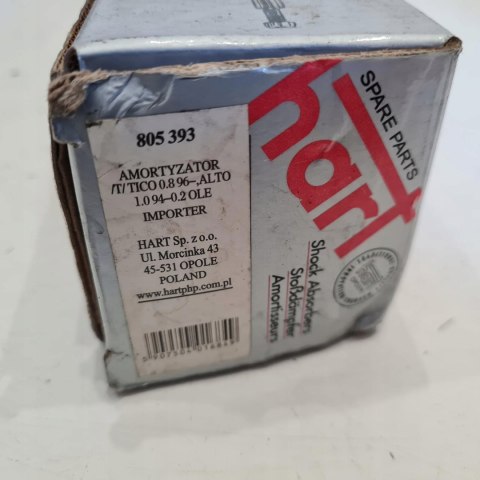 805 393
AMORTYZATOR
/T/ TICO 0.8 96–,ALTO
1.0 94–0.2 OLE
IMPORTER
HART Sp. z o.o.
Ul. Morcinka 43
45-531 OPOLE
POLAND
www.hartphp.com.pl
hart
SPARE PARTS
Shock Absorbers
Stoßdämpfer
Amortisseurs